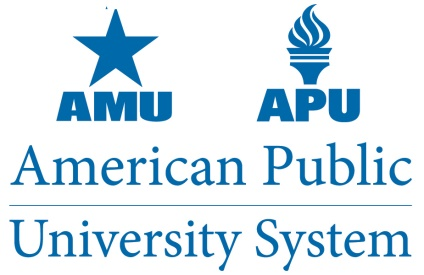 AMU APU
American Public
University System